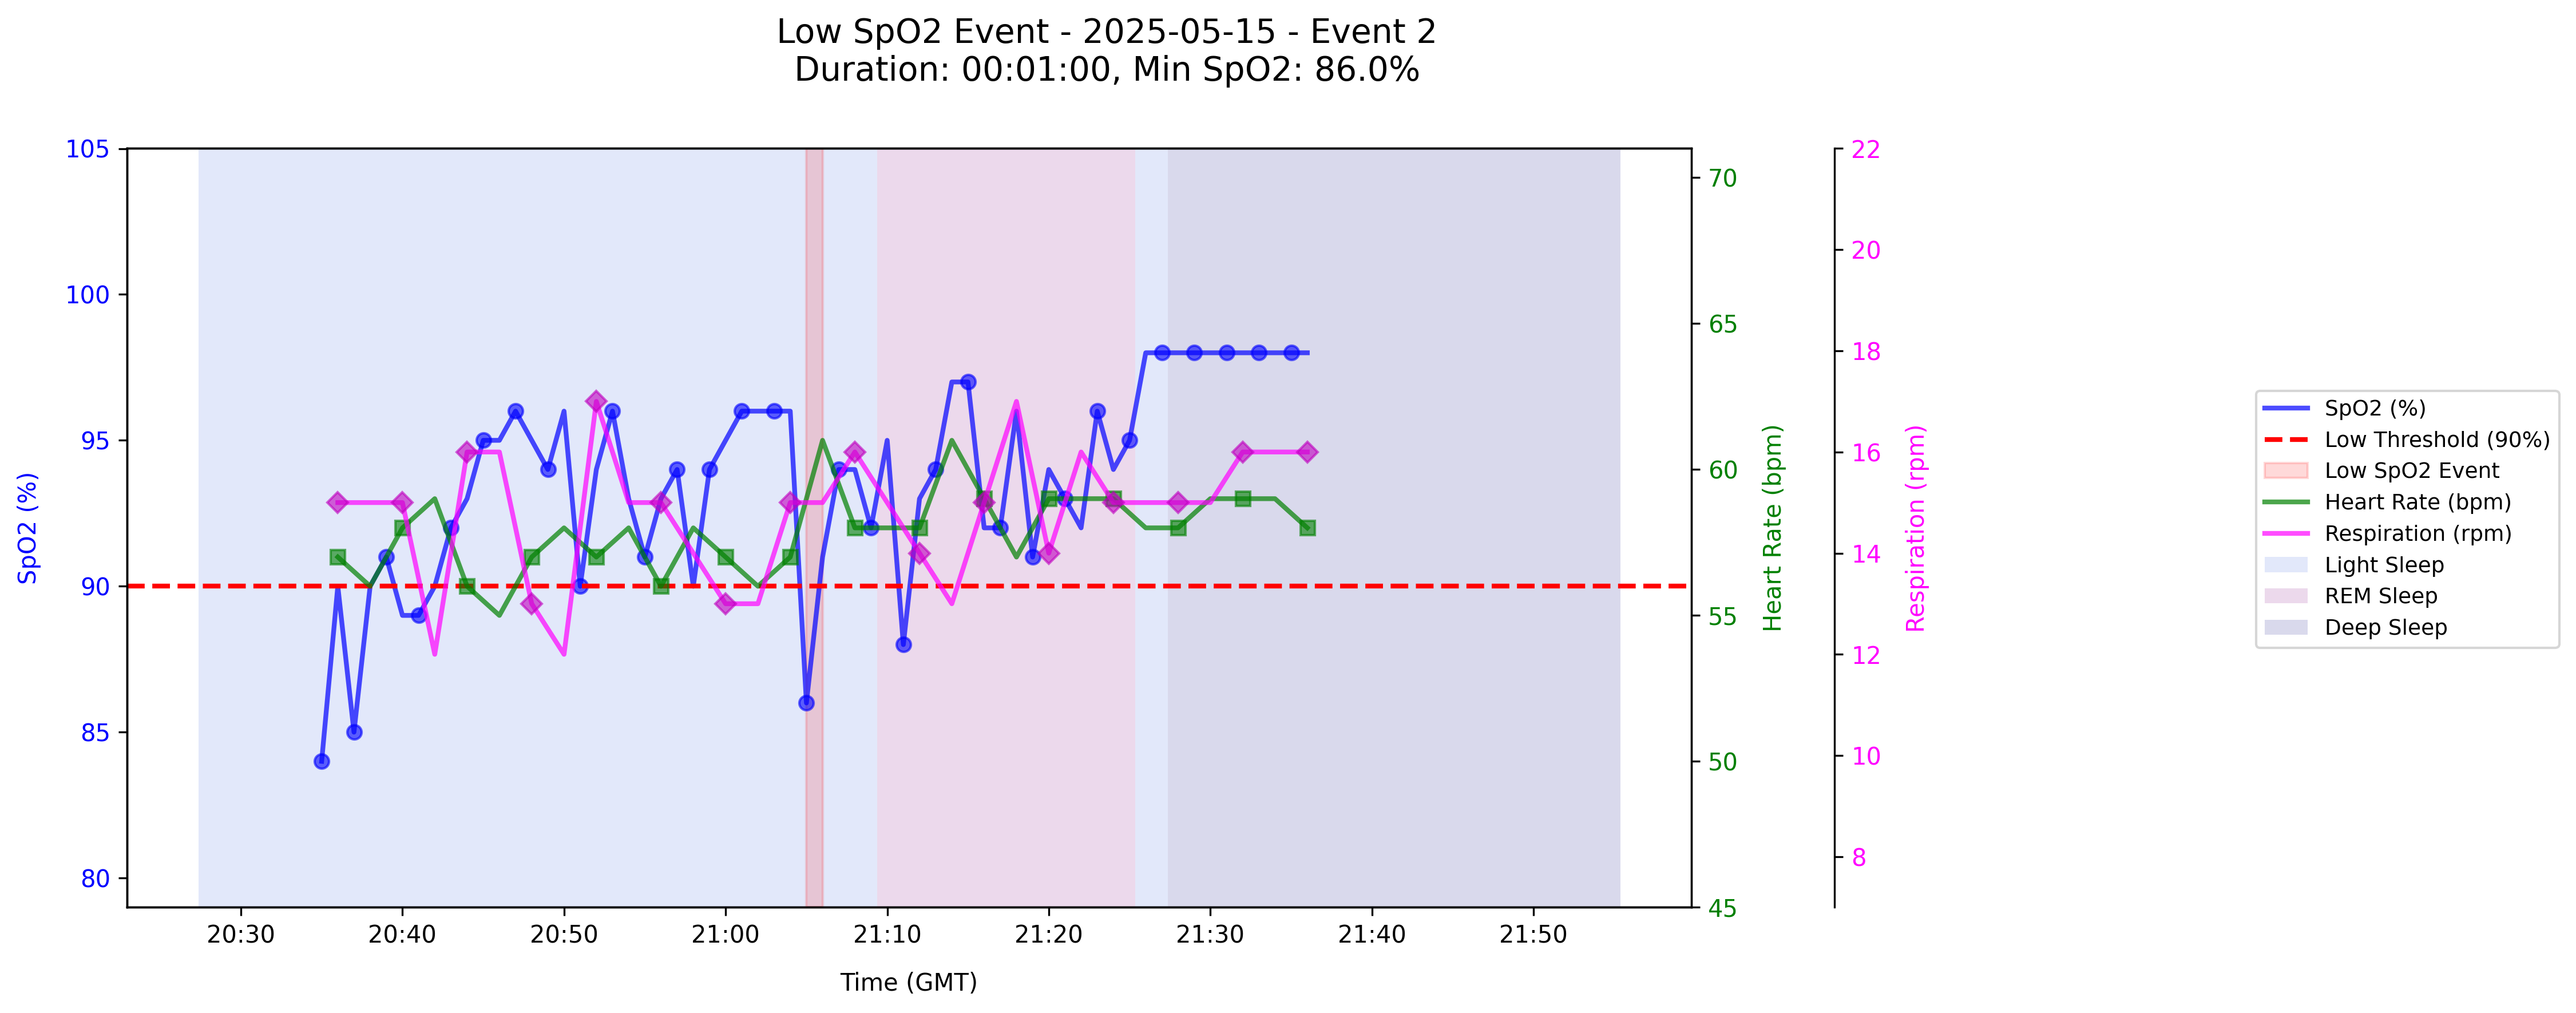 Low SpO2 Event - 2025-05-15 - Event 2
Duration: 00:01:00, Min SpO2: 86.0%
105
100
95
90
85
80
SpO2 (%)
20:30
20:40
20:50
21:00
21:10
21:20
21:30
21:40
21:50
Time (GMT)
70
65
60
55
50
45
Heart Rate (bpm)
22
20
18
16
14
12
10
8
Respiration (rpm)
SpO2 (%)
Low Threshold (90%)
Low SpO2 Event
Heart Rate (bpm)
Respiration (rpm)
Light Sleep
REM Sleep
Deep Sleep